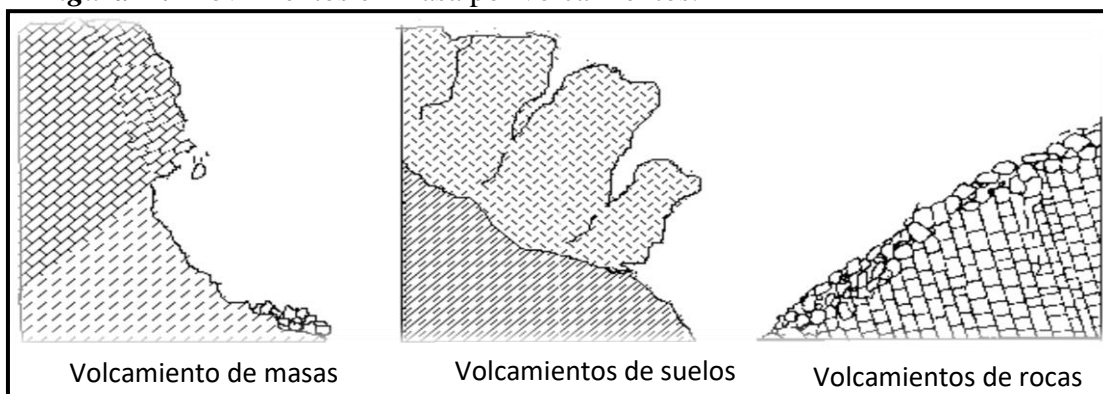 Volcamiento de masas
Volcamientos de suelos
Volcamientos de rocas